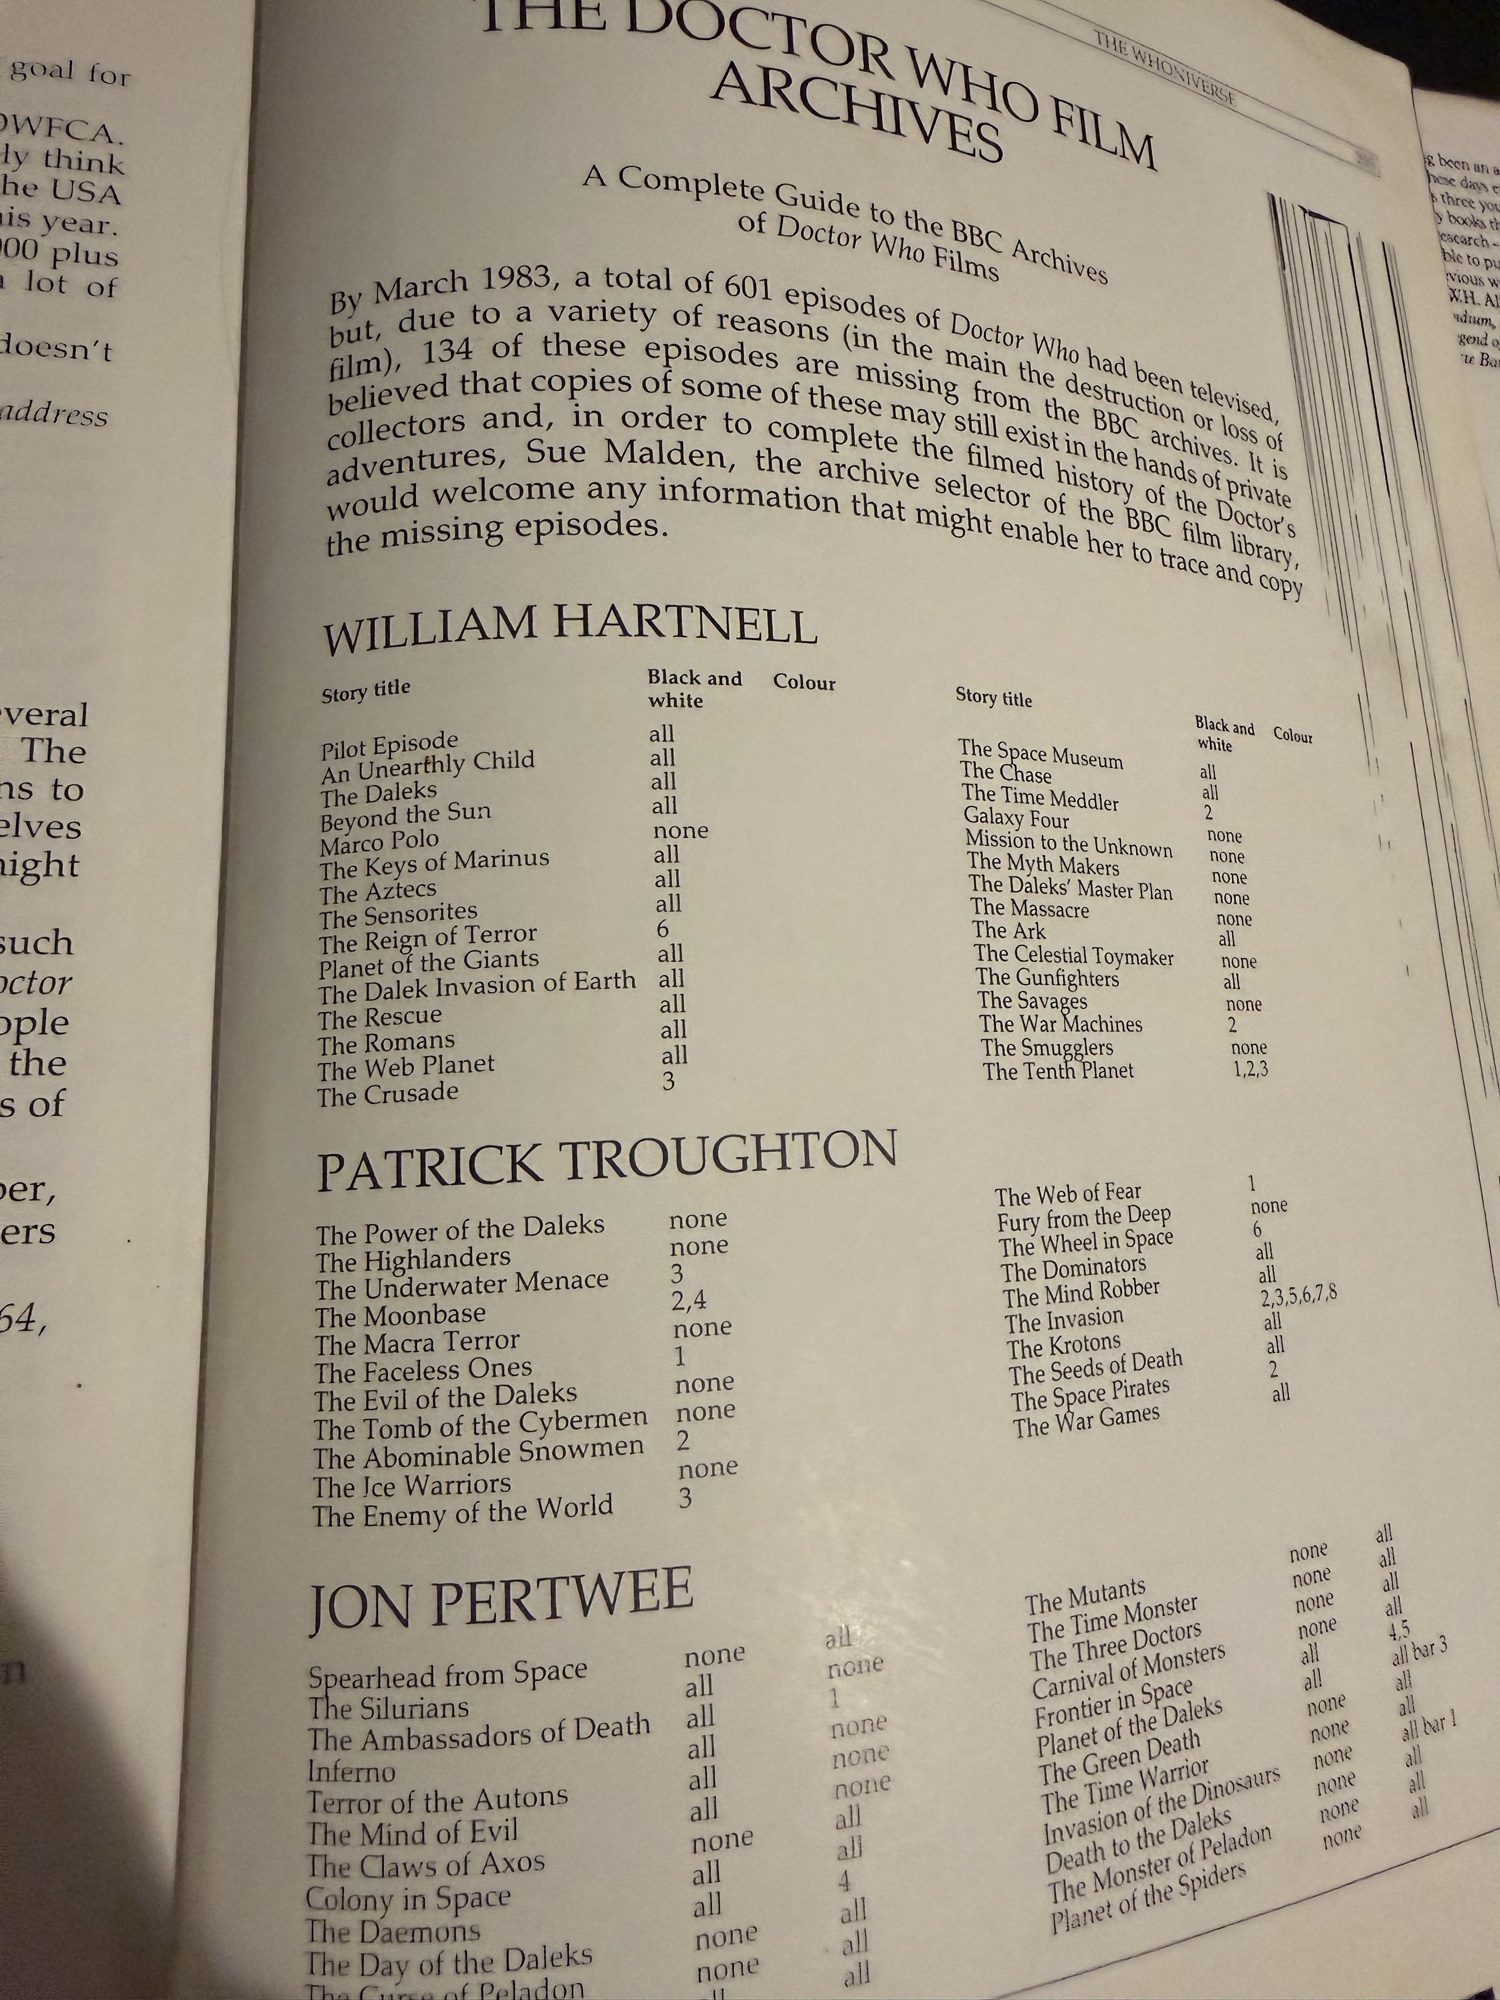 goal for
DWFCA.
ly think
he USA
is year.
000 plus
lot of
doesn't
address
everal
The
ns to
elves
night
such
octor
ople
the
s of
ber,
ers
64,
THE WHONIVERSE
THE DOCTOR WHO FILM
ARCHIVES
A Complete Guide to the BBC Archives
of Doctor Who Films
By March 1983, a total of 601 episodes of Doctor Who had been televised,
but, due to a variety of reasons (in the main the destruction or loss of
film), 134 of these episodes are missing from the BBC archives. It is
believed that copies of some of these may still exist in the hands of private
collectors and, in order to complete the filmed history of the Doctor's
adventures, Sue Malden, the archive selector of the BBC film library,
would welcome any information that might enable her to trace and copy
the missing episodes.
WILLIAM HARTNELL
Story title Black and white Colour
Pilot Episode all
An Unearthly Child all
The Daleks all
Beyond the Sun all
Marco Polo none
The Keys of Marinus all
The Aztecs all
The Sensorites all
The Reign of Terror 6
Planet of the Giants all
The Dalek Invasion of Earth all
The Rescue all
The Romans all
The Web Planet all
The Crusade 3
Story title Black and white Colour
The Space Museum all
The Chase all
The Time Meddler 2
Galaxy Four none
Mission to the Unknown none
The Myth Makers none
The Daleks' Master Plan none
The Massacre none
The Ark all
The Celestial Toymaker none
The Gunfighters all
The Savages none
The War Machines 2
The Smugglers none
The Tenth Planet 1,2,3
PATRICK TROUGHTON
The Power of the Daleks none
The Highlanders none
The Underwater Menace 3
The Moonbase 2,4
The Macra Terror none
The Faceless Ones 1
The Evil of the Daleks none
The Tomb of the Cybermen none
The Abominable Snowmen 2
The Ice Warriors none
The Enemy of the World 3
The Web of Fear 1
Fury from the Deep none
The Wheel in Space 6
The Dominators all
The Mind Robber all
The Invasion 2,3,5,6,7,8
The Krotons all
The Seeds of Death all
The Space Pirates 2
The War Games all
JON PERTWEE
Spearhead from Space none all
The Silurians all none
The Ambassadors of Death all 1
Inferno all none
Terror of the Autons all none
The Mind of Evil all none
The Claws of Axos none all
Colony in Space all all
The Daemons all 4
The Day of the Daleks none all
The Curse of Peladon none all
all all
The Mutants none all
The Time Monster none all
The Three Doctors none all
Carnival of Monsters none all
Frontier in Space all 4,5
Planet of the Daleks all all bar 3
The Green Death none all
The Time Warrior none all
Invasion of the Dinosaurs none all bar 1
Death to the Daleks none all
The Monster of Peladon none all
Planet of the Spiders none all
been an a
these days
three you
books th
esearch -
ble to pu
vious w
W.H. Al
ndium,
gend o